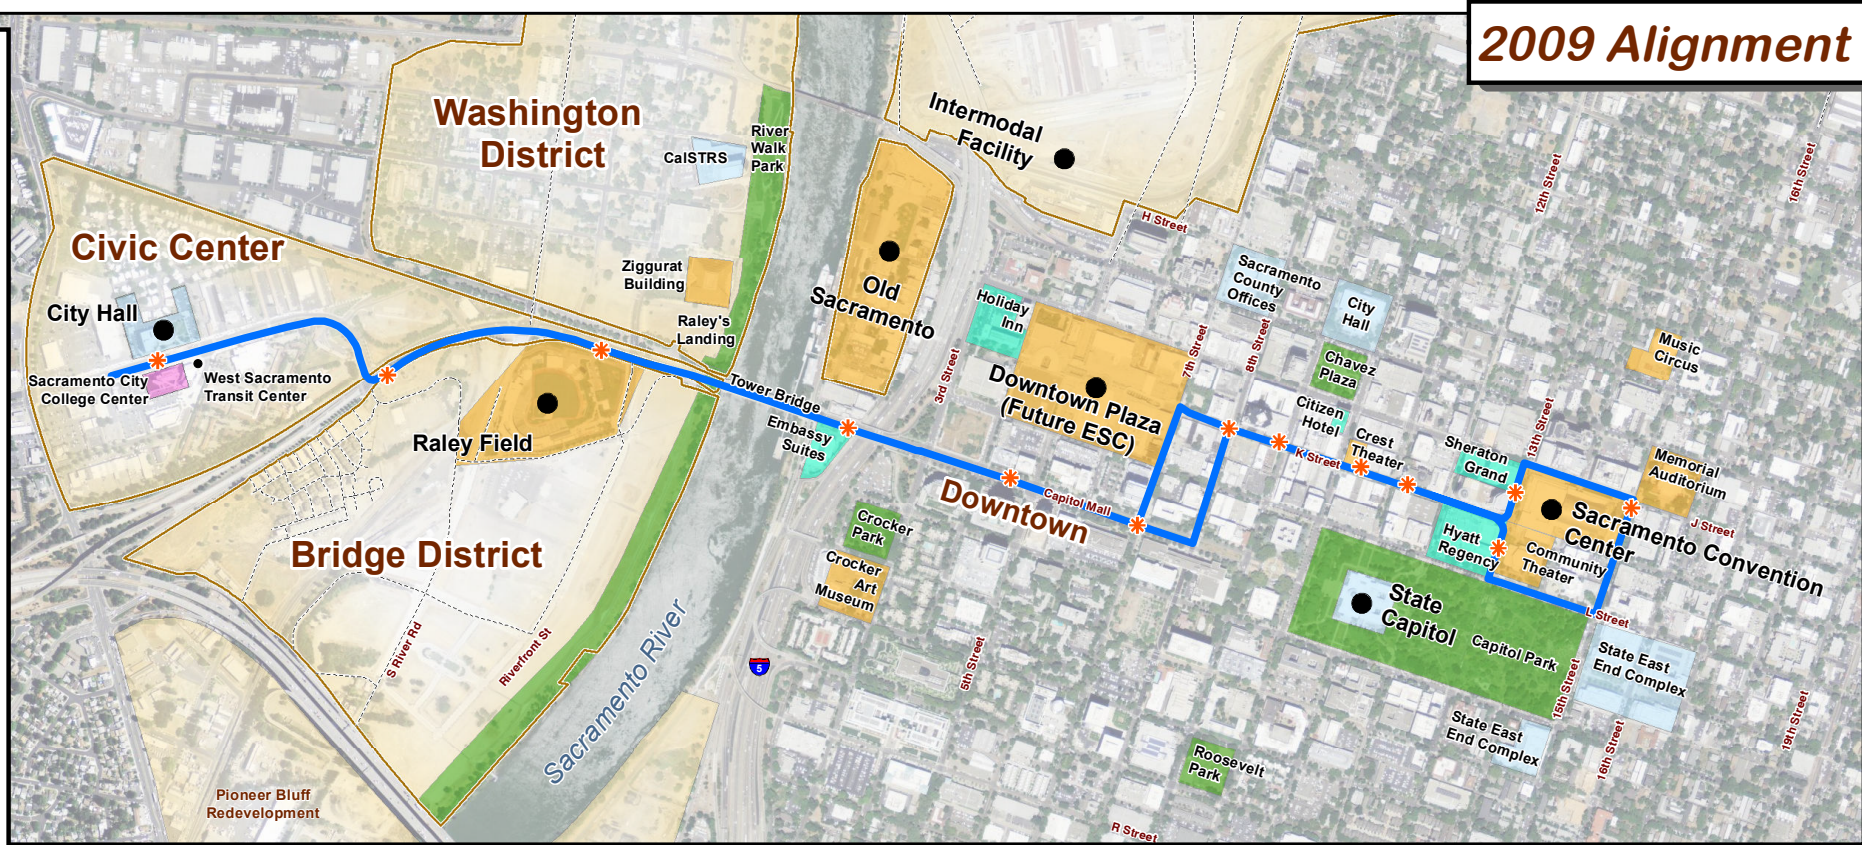 2009 Alignment
Washington
District
CalSTRS
River
Walk
Park
Intermodal
Facility
H Street
12th Street
16th Street
Civic Center
City Hall
Ziggurat
Building
Raley's
Landing
Old
Sacramento
Holiday
Inn
Sacramento
County
Offices
City
Hall
7th Street
8th Street
Chavez
Plaza
Music
Circus
Sacramento City
College Center
West Sacramento
Transit Center
Tower Bridge
3rd Street
Downtown Plaza
(Future ESC)
Citizen
Hotel
Crest
Theater
K Street
Sheraton
Grand
13th Street
Memorial
Auditorium
J Street
Raley Field
Embassy
Suites
Capitol Mall
Downtown
Crocker
Park
Crocker
Art
Museum
Hyatt
Regency
Sacramento Convention
Center
Community
Theater
Bridge District
State
Capitol
Capitol Park
L Street
State East
End Complex
S River Rd
Riverfront St
Sacramento River
5
5th Street
15th Street
State East
End Complex
16th Street
19th Street
Roosevelt
Park
Pioneer Bluff
Redevelopment
R Street